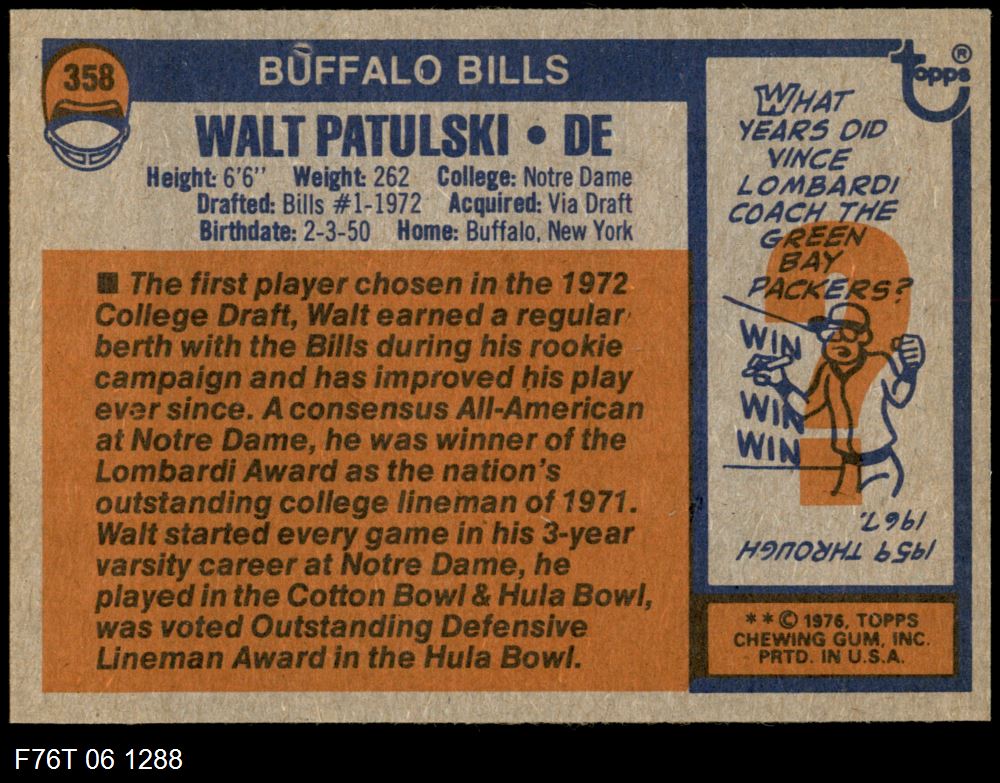 358
BUFFALO BILLS
WALT PATULSKI • DE
Height: 6'6" Weight: 262 College: Notre Dame
Drafted: Bills #1-1972 Acquired: Via Draft
Birthdate: 2-3-50 Home: Buffalo, New York
■ The first player chosen in the 1972
College Draft, Walt earned a regular
berth with the Bills during his rookie
campaign and has improved his play
ever since. A consensus All-American
at Notre Dame, he was winner of the
Lombardi Award as the nation's
outstanding college lineman of 1971.
Walt started every game in his 3-year
varsity career at Notre Dame, he
played in the Cotton Bowl & Hula Bowl,
was voted Outstanding Defensive
Lineman Award in the Hula Bowl.
topps®
WHAT
YEARS DID
VINCE
LOMBARDI
COACH THE
GREEN
BAY
PACKERS?
WIN
WIN
WIN
1959 THROUGH
1967.
* * © 1976, TOPPS
CHEWING GUM, INC.
PRTD. IN U.S.A.
F76T 06 1288